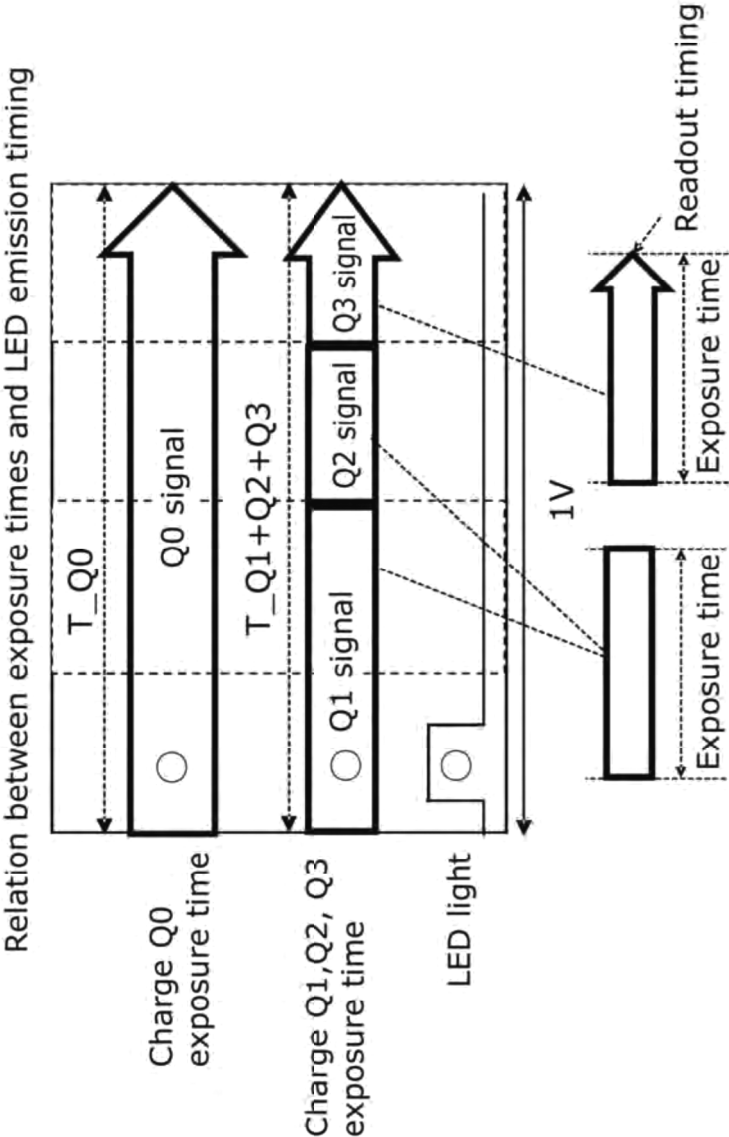 Relation between exposure times and LED emission timing
T_Q0
Charge Q0
exposure time
Q0 signal
T_Q1+Q2+Q3
Charge Q1,Q2, Q3
exposure time
Q1 signal
Q2 signal
Q3 signal
LED light
1V
Readout timing
Exposure time
Exposure time